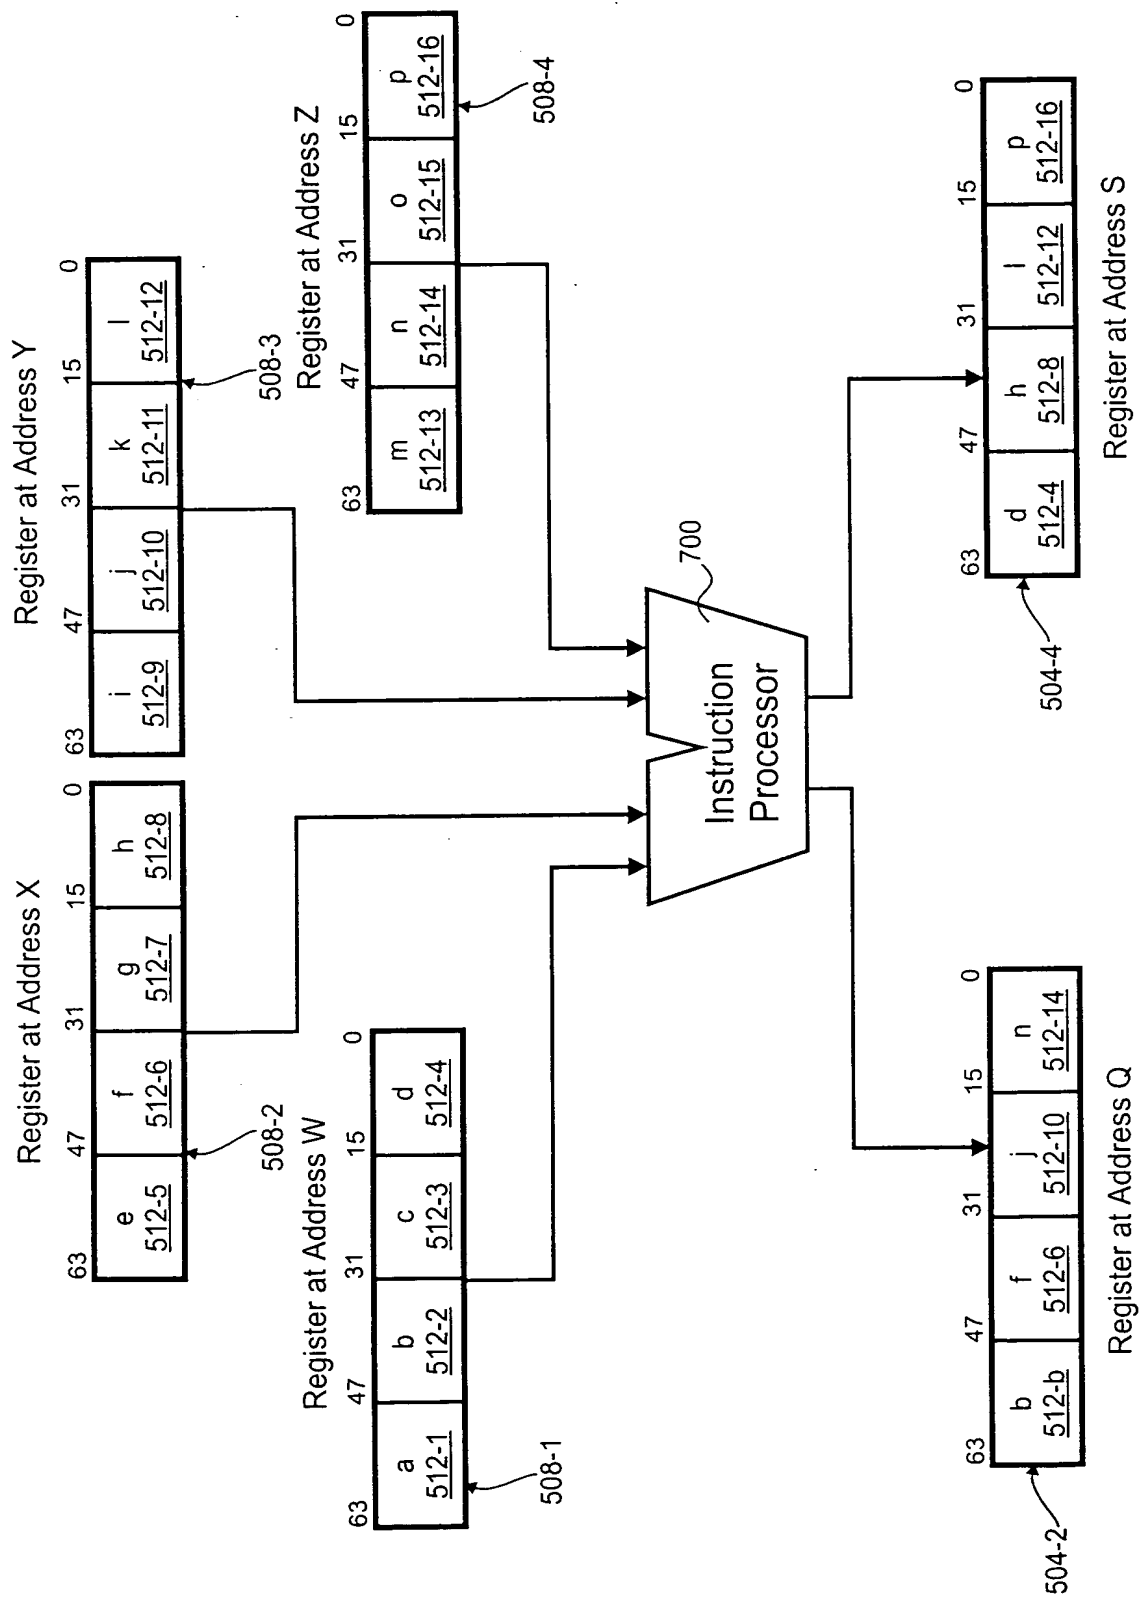 Register at Address X
63 47 31 15 0
e f g h
512-5 512-6 512-7 512-8
508-2
Register at Address Y
63 47 31 15 0
i j k l
512-9 512-10 512-11 512-12
508-3
Register at Address W
63 47 31 15 0
a b c d
512-1 512-2 512-3 512-4
508-1
Register at Address Z
63 47 31 15 0
m n o p
512-13 512-14 512-15 512-16
508-4
700
Instruction
Processor
63 47 31 15 0
b f j n
512-b 512-6 512-10 512-14
504-2
Register at Address Q
63 47 31 15 0
d h l p
512-4 512-8 512-12 512-16
504-4
Register at Address S